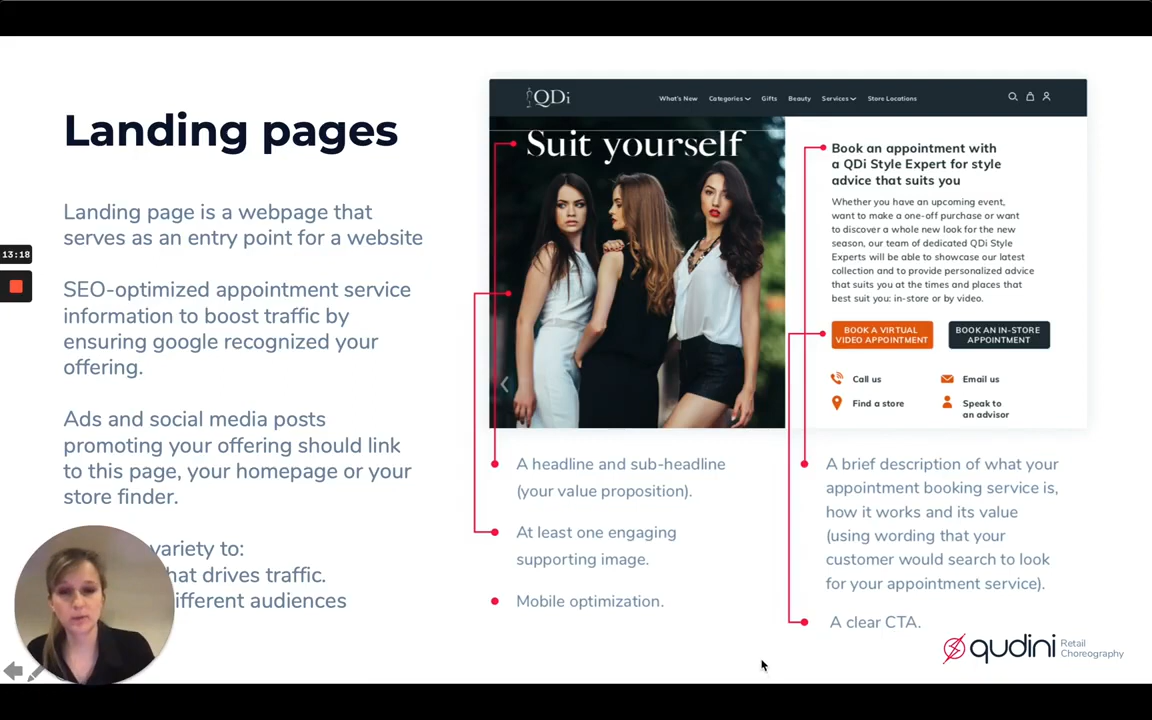 Landing pages
Landing page is a webpage that
serves as an entry point for a website
SEO-optimized appointment service
information to boost traffic by
ensuring google recognized your
offering.
Ads and social media posts
promoting your offering should link
to this page, your homepage or your
store finder.
variety to:
hat drives traffic.
ifferent audiences
13:18
QDi
What's New
Categories
Gifts
Beauty
Services
Store Locations
Suit yourself
Book an appointment with
a QDi Style Expert for style
advice that suits you
Whether you have an upcoming event,
want to make a one-off purchase or want
to discover a whole new look for the new
season, our team of dedicated QDi Style
Experts will be able to showcase our latest
collection and to provide personalized advice
that suits you at the times and places that
best suit you: in-store or by video.
BOOK A VIRTUAL
VIDEO APPOINTMENT
BOOK AN IN-STORE
APPOINTMENT
Call us
Email us
Find a store
Speak to
an advisor
A headline and sub-headline
(your value proposition).
At least one engaging
supporting image.
Mobile optimization.
A brief description of what your
appointment booking service is,
how it works and its value
(using wording that your
customer would search to look
for your appointment service).
A clear CTA.
qudini
Retail
Choreography